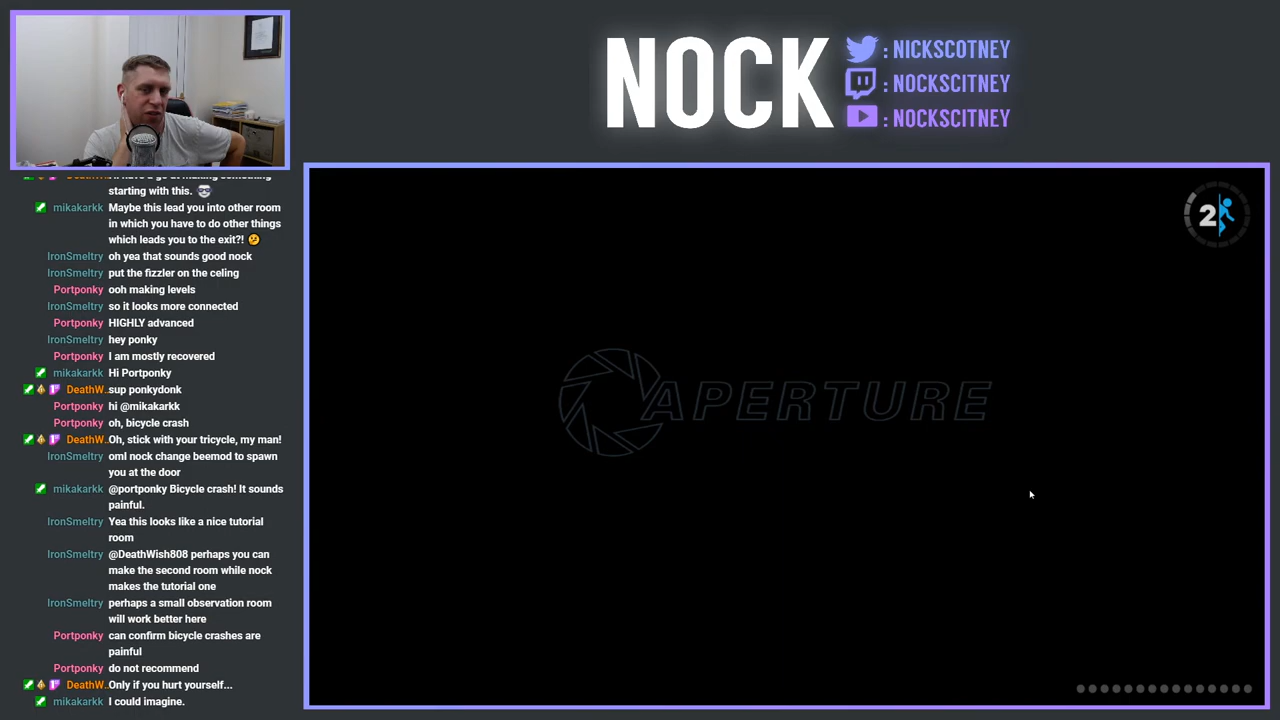 NOCK
: NICKSCOTNEY
: NOCKSCITNEY
: NOCKSCITNEY
starting with this.
mikakarkk Maybe this lead you into other room
in which you have to do other things
which leads you to the exit?!
IronSmeltry oh yea that sounds good nock
IronSmeltry put the fizzler on the celing
Portponky ooh making levels
IronSmeltry so it looks more connected
Portponky HIGHLY advanced
IronSmeltry hey ponky
Portponky I am mostly recovered
mikakarkk Hi Portponky
DeathW.. sup ponkydonk
Portponky hi @mikakarkk
Portponky oh, bicycle crash
DeathW.. Oh, stick with your tricycle, my man!
IronSmeltry oml nock change beemod to spawn
you at the door
mikakarkk @portponky Bicycle crash! It sounds
painful.
IronSmeltry Yea this looks like a nice tutorial
room
IronSmeltry @DeathWish808 perhaps you can
make the second room while nock
makes the tutorial one
IronSmeltry perhaps a small observation room
will work better here
Portponky can confirm bicycle crashes are
painful
Portponky do not recommend
DeathW.. Only if you hurt yourself...
mikakarkk I could imagine.
2
APERTURE